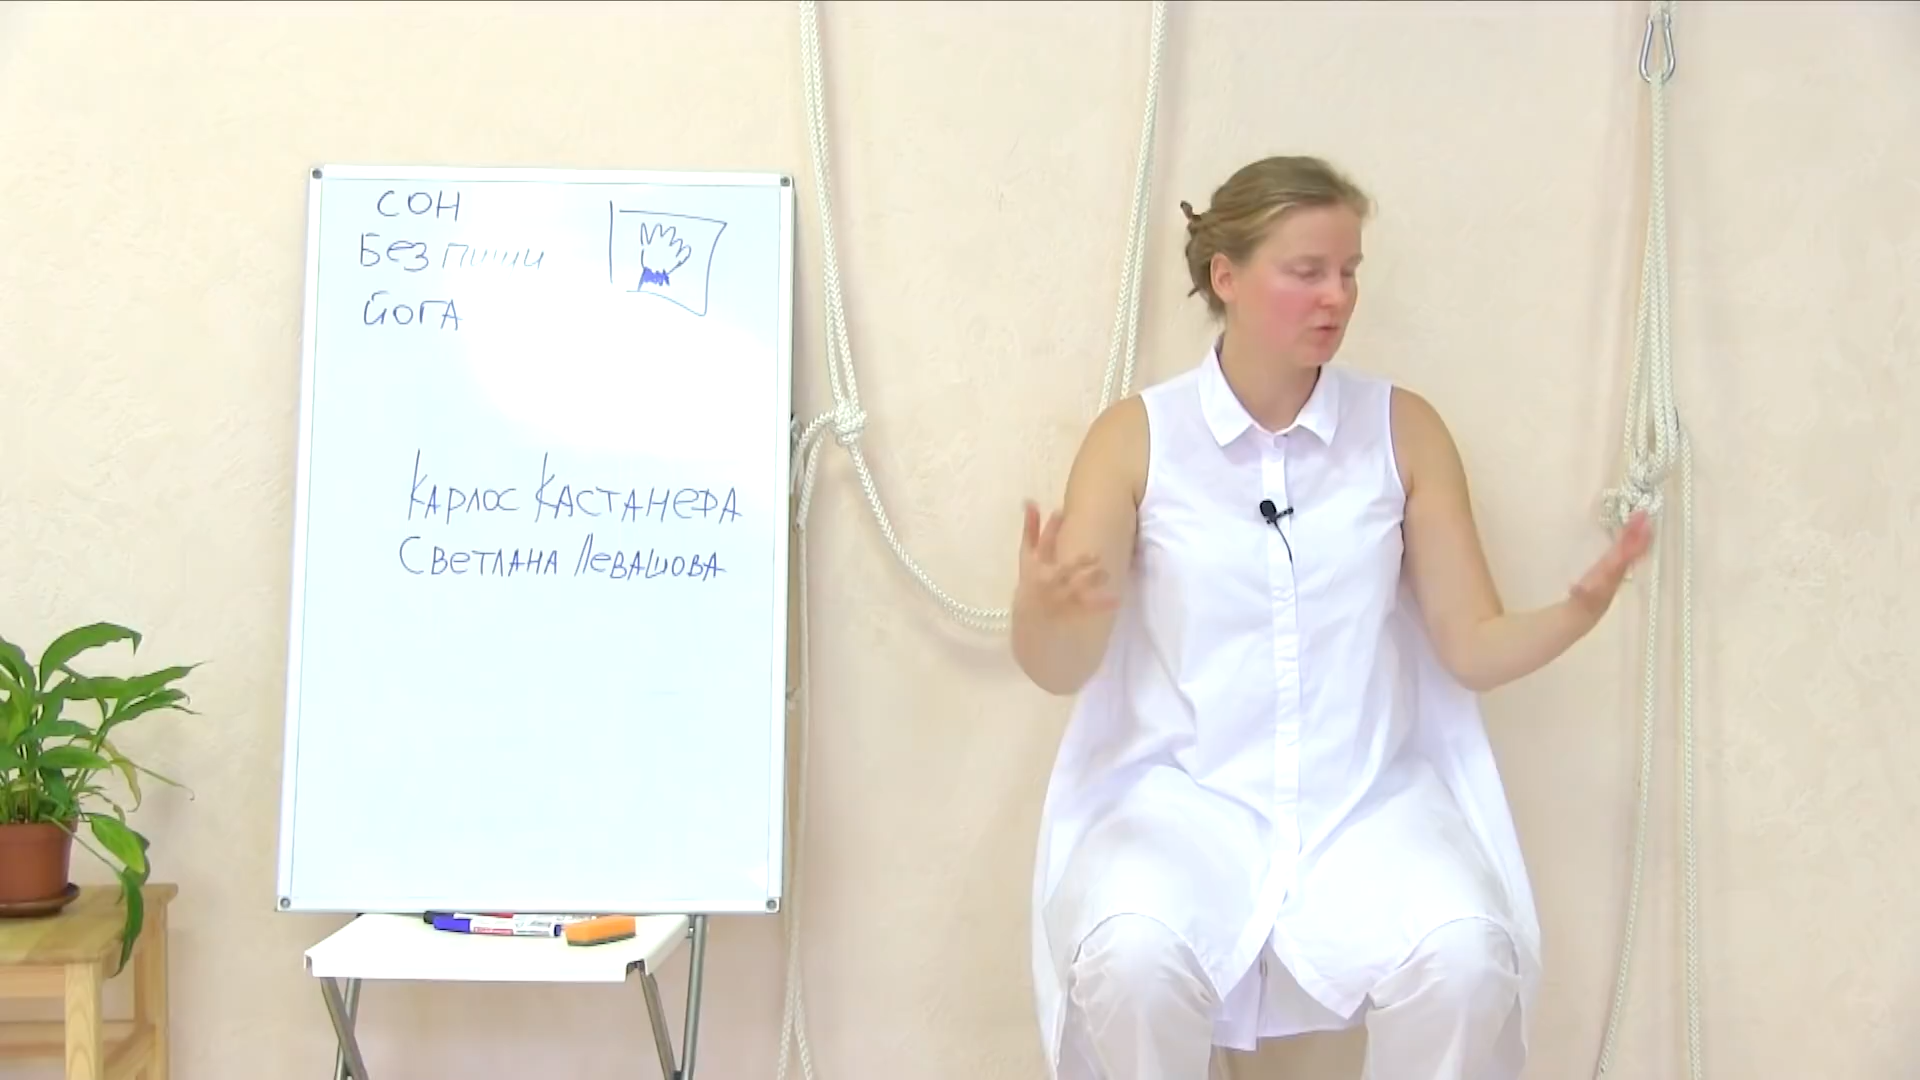 СОН
БЕЗ ПИЩИ
ЙОГА
КАРЛОС КАСТАНЕДА
СВЕТЛАНА ЛЕВАШОВА